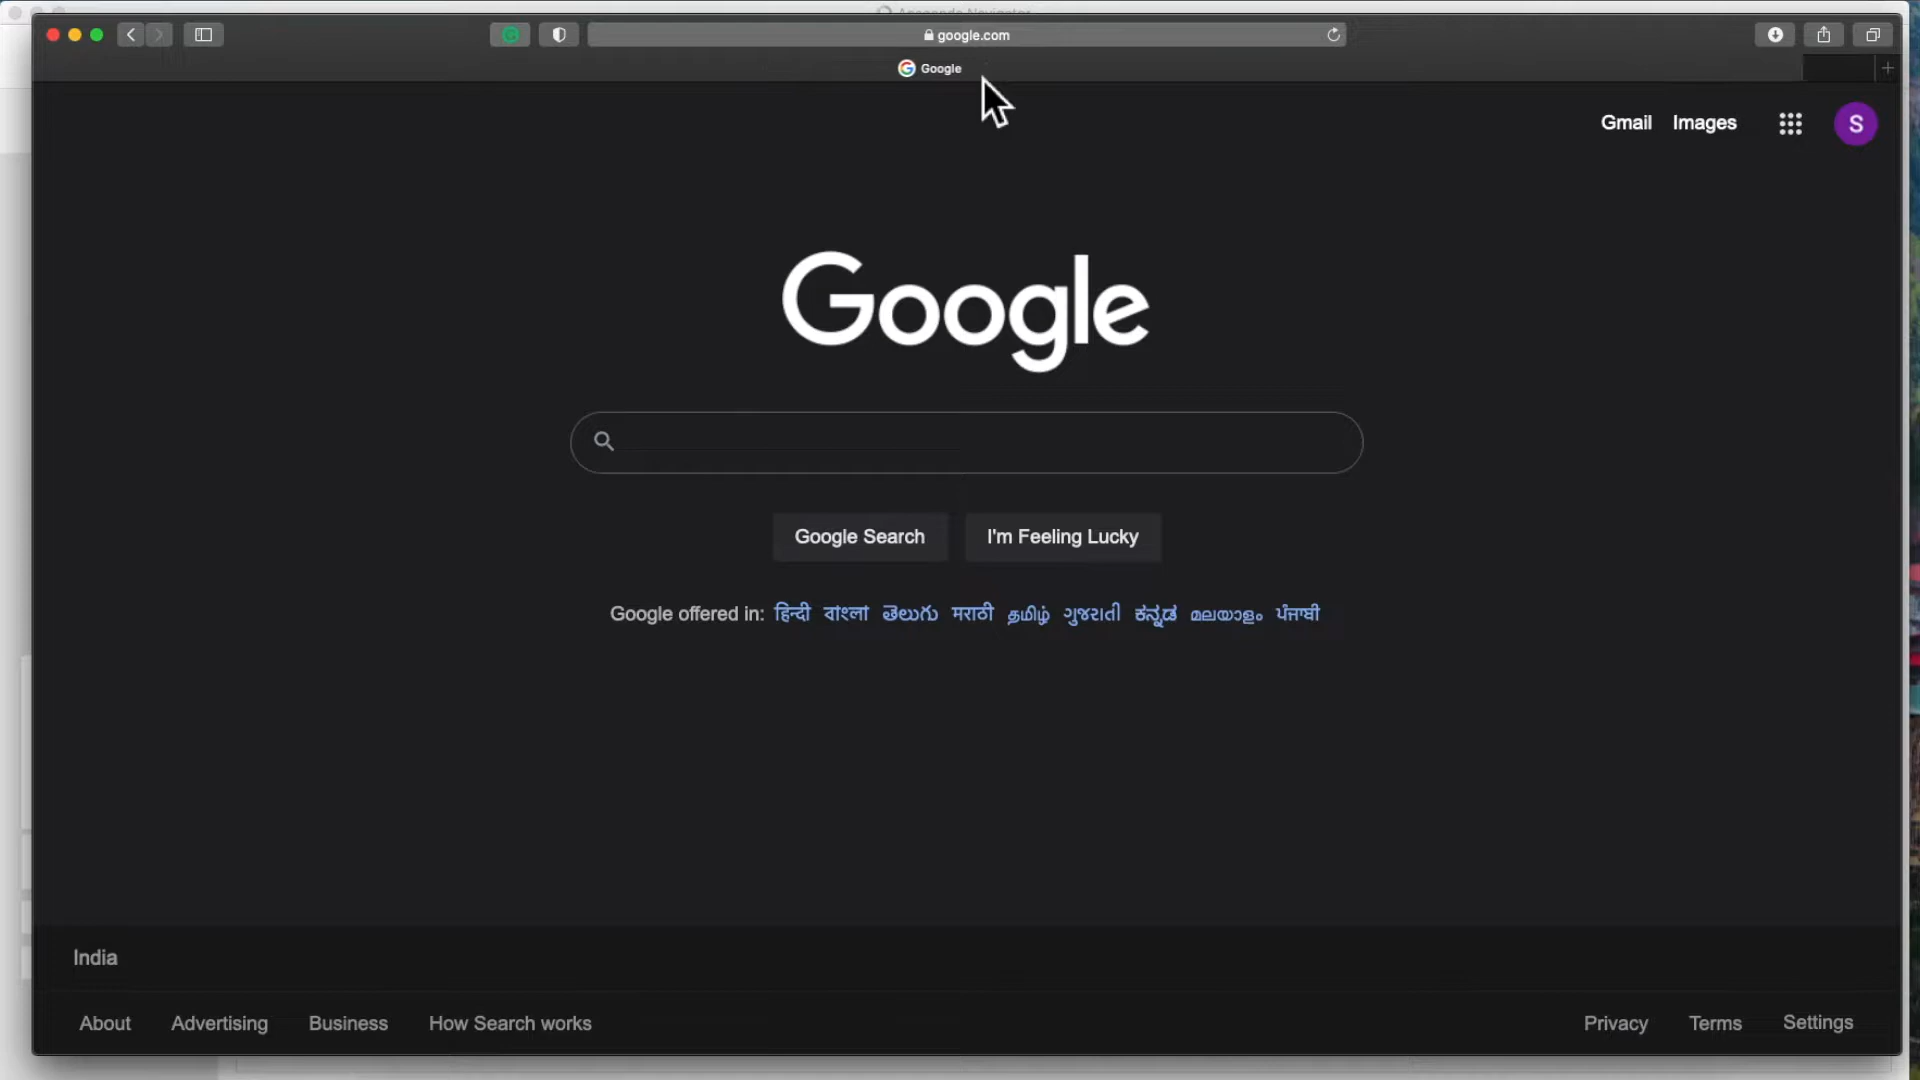 google.com
Google
Gmail Images
S
Google
Google Search I'm Feeling Lucky
Google offered in: हिन्दी বাংলা తెలుగు मराठी தமிழ் ગુજરાતી ಕನ್ನಡ മലയാളം ਪੰਜਾਬੀ
India
About Advertising Business How Search works Privacy Terms Settings